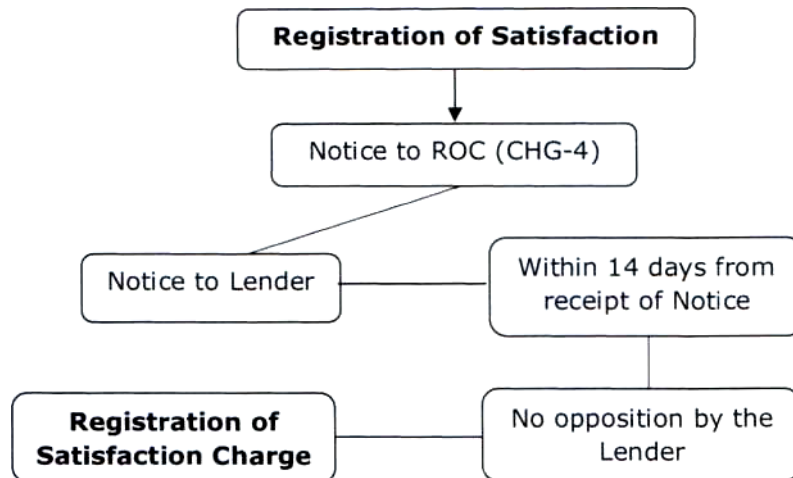 Registration of Satisfaction
Notice to ROC (CHG-4)
Notice to Lender
Within 14 days from
receipt of Notice
No opposition by the
Lender
Registration of
Satisfaction Charge